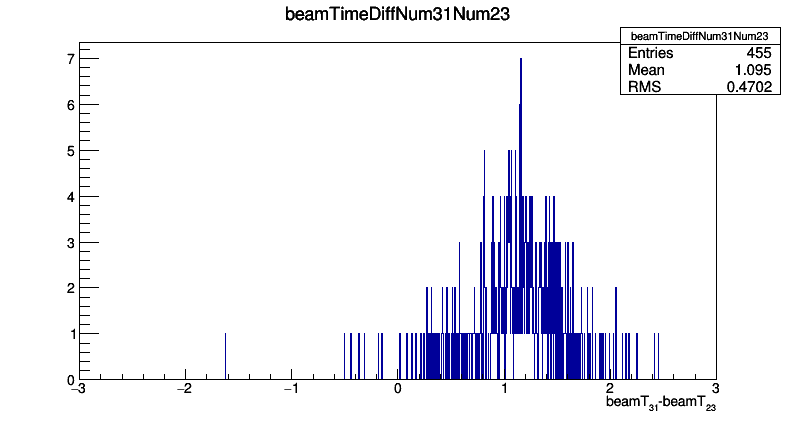 beamTimeDiffNum31Num23
beamTimeDiffNum31Num23
Entries 455
Mean 1.095
RMS 0.4702
7
6
5
4
3
2
1
0
−3 −2 −1 0 1 2 3
beamT31-beamT23